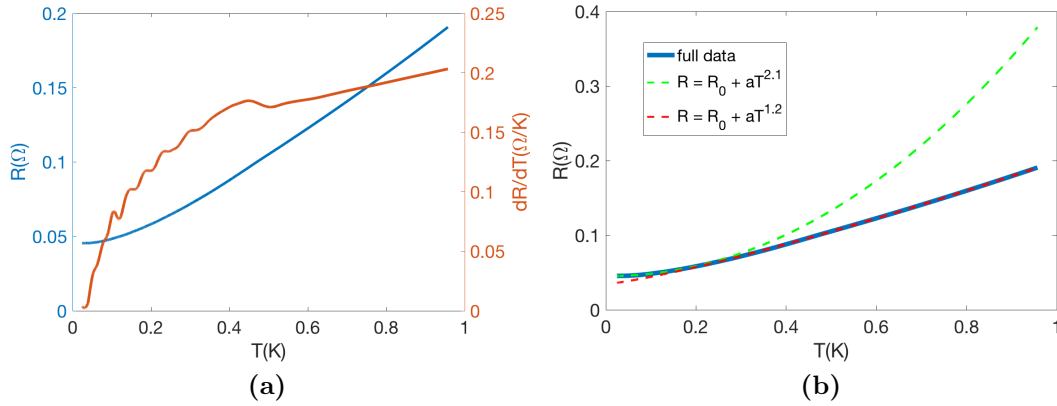 0.2
0.15
0.1
0.05
0
R(Ω)
0.25
0.2
0.15
0.1
0.05
0
dR/dT(Ω/K)
0 0.2 0.4 0.6 0.8 1
T(K)
(a)
0.4
0.3
0.2
0.1
0
R(Ω)
full data
R = R₀ + aT²·¹
R = R₀ + aT¹·²
0 0.2 0.4 0.6 0.8 1
T(K)
(b)